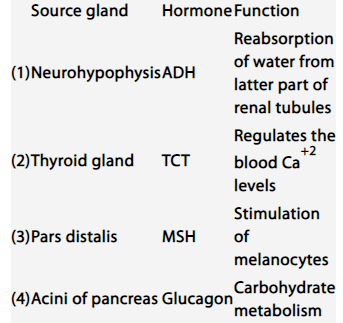 Source gland Hormone Function
Reabsorption
of water from
(1) Neurohypophysis ADH
latter part of
renal tubules
Regulates the
(2) Thyroid gland TCT blood Ca+2
levels
Stimulation
(3) Pars distalis MSH of
melanocytes
(4) Acini of pancreas Glucagon Carbohydrate
metabolism